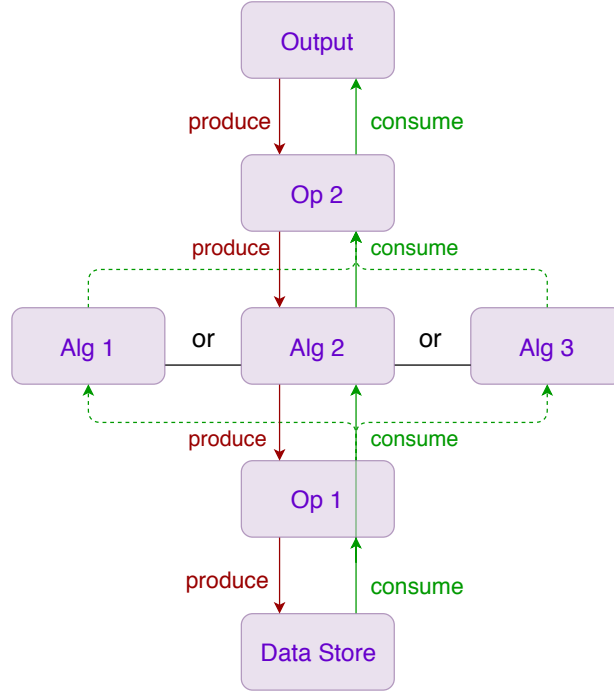 Output
produce
consume
Op 2
produce
consume
Alg 1
or
Alg 2
or
Alg 3
produce
consume
Op 1
produce
consume
Data Store